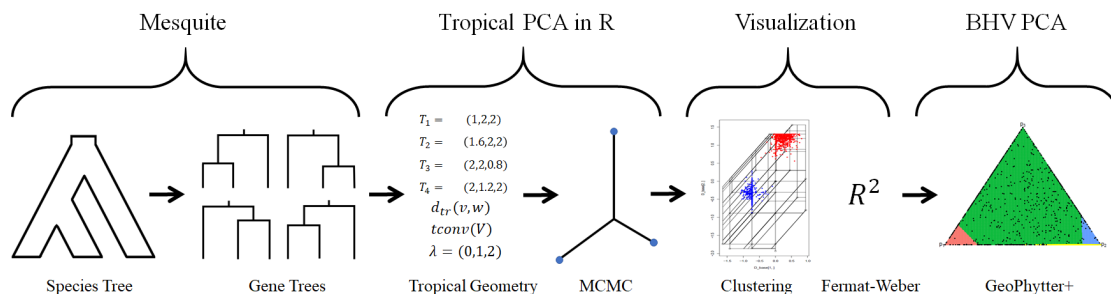 Mesquite
Tropical PCA in R
Visualization
BHV PCA
T₁ = (1,2,2)
T₂ = (1.6,2,2)
T₃ = (2,2,0.8)
T₄ = (2,1.2,2)
d_tr(v,w)
tconv(V)
λ = (0,1,2)
R²
Species Tree
Gene Trees
Tropical Geometry
MCMC
Clustering
Fermat-Weber
GeoPhytter+